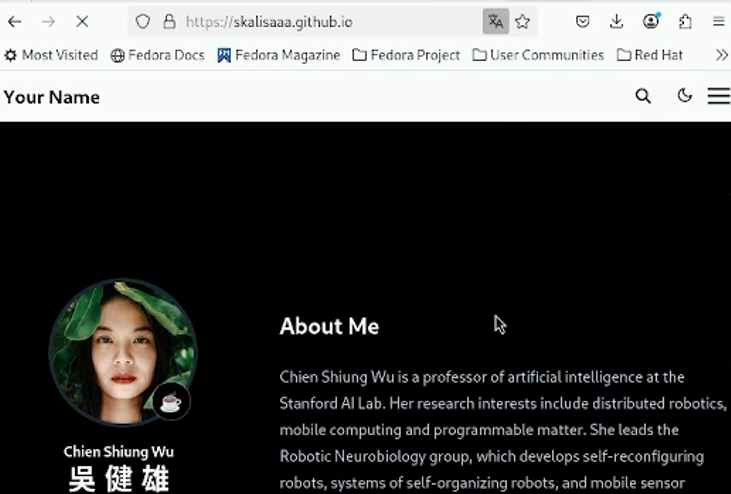 https://skalisaaa.github.io
Most Visited Fedora Docs Fedora Magazine Fedora Project User Communities Red Hat
Your Name
About Me
Chien Shiung Wu is a professor of artificial intelligence at the
Stanford AI Lab. Her research interests include distributed robotics,
mobile computing and programmable matter. She leads the
Robotic Neurobiology group, which develops self-reconfiguring
robots, systems of self-organizing robots, and mobile sensor
Chien Shiung Wu
吳健雄